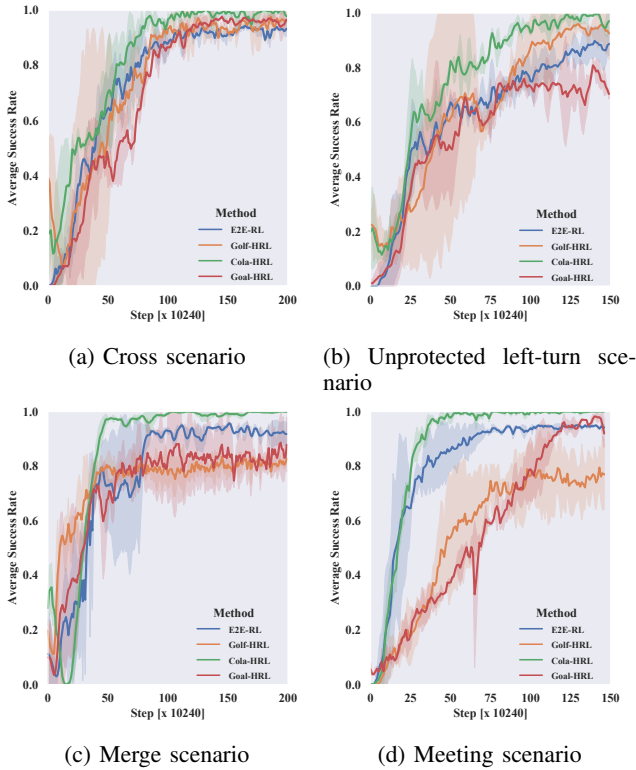 1.0
0.8
0.6
0.4
0.2
0.0
Average Success Rate
Method
E2E-RL
Golf-HRL
Cola-HRL
Goal-HRL
0 50 100 150 200
Step [x 10240]
(a) Cross scenario
1.0
0.8
0.6
0.4
0.2
0.0
Average Success Rate
Method
E2E-RL
Golf-HRL
Cola-HRL
Goal-HRL
0 25 50 75 100 125 150
Step [x 10240]
(b) Unprotected left-turn sce-
nario
1.0
0.8
0.6
0.4
0.2
0.0
Average Success Rate
Method
E2E-RL
Golf-HRL
Cola-HRL
Goal-HRL
0 50 100 150 200
Step [x 10240]
(c) Merge scenario
1.0
0.8
0.6
0.4
0.2
0.0
Average Success Rate
Method
E2E-RL
Golf-HRL
Cola-HRL
Goal-HRL
0 25 50 75 100 125 150
Step [x 10240]
(d) Meeting scenario